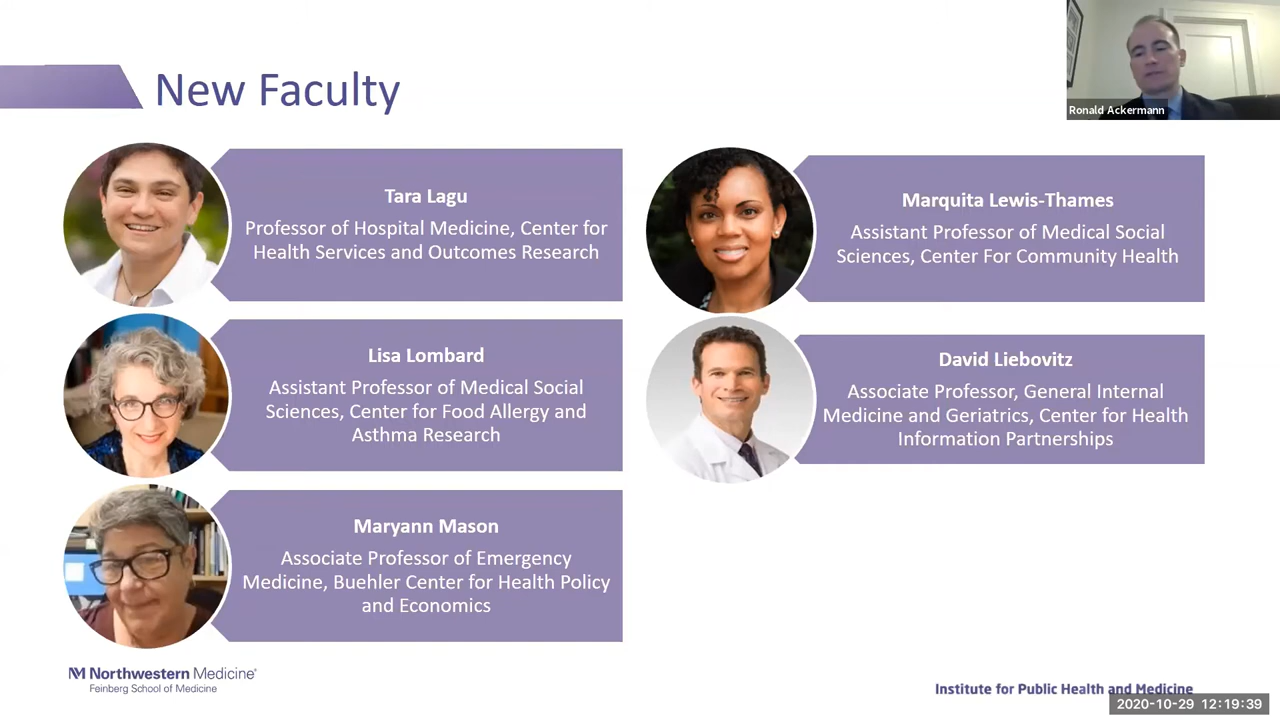 New Faculty
Ronald Ackermann
Tara Lagu
Professor of Hospital Medicine, Center for
Health Services and Outcomes Research
Lisa Lombard
Assistant Professor of Medical Social
Sciences, Center for Food Allergy and
Asthma Research
Maryann Mason
Associate Professor of Emergency
Medicine, Buehler Center for Health Policy
and Economics
Marquita Lewis-Thames
Assistant Professor of Medical Social
Sciences, Center For Community Health
David Liebovitz
Associate Professor, General Internal
Medicine and Geriatrics, Center for Health
Information Partnerships
M Northwestern Medicine®
Feinberg School of Medicine
Institute for Public Health and Medicine
2020-10-29 12:19:39